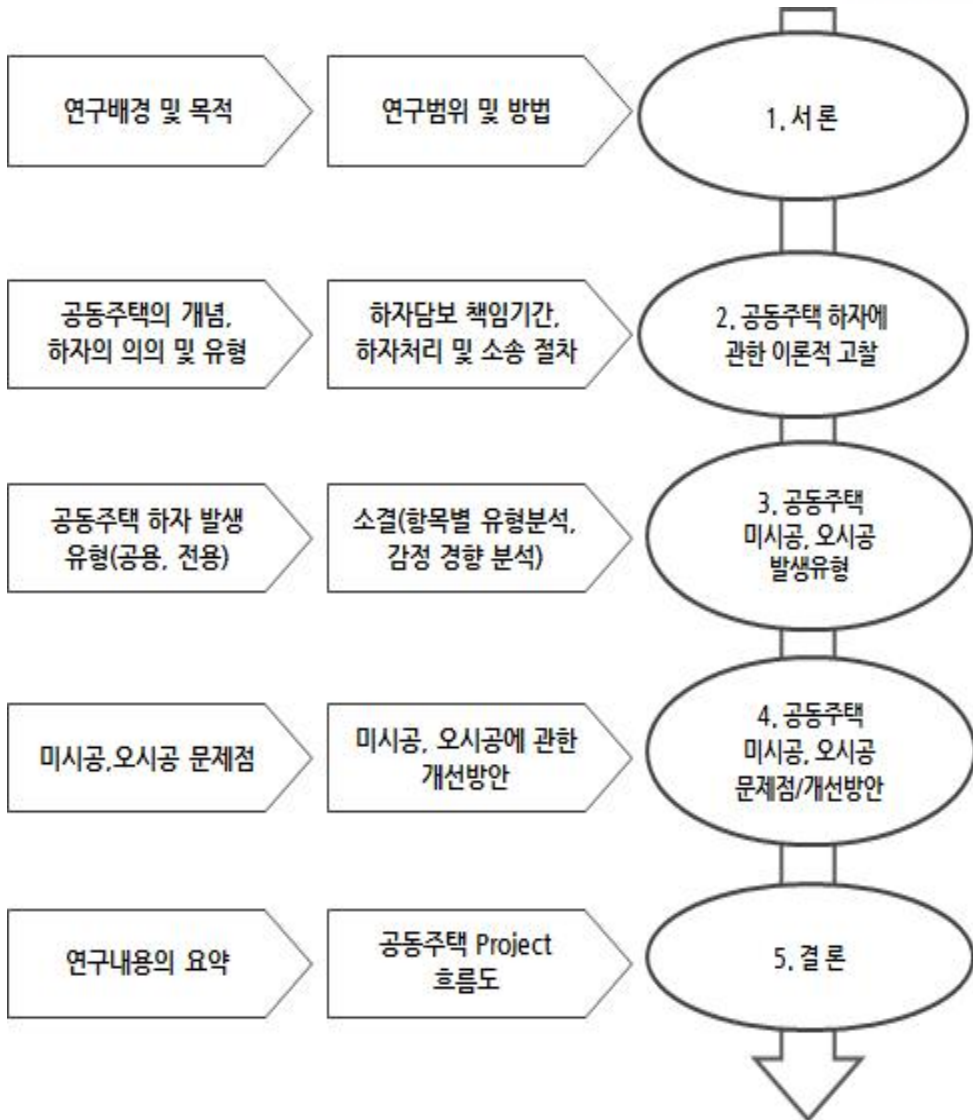 연구배경 및 목적
연구범위 및 방법
1. 서 론
공동주택의 개념,
하자의 의의 및 유형
하자담보 책임기간,
하자처리 및 소송 절차
2. 공동주택 하자에
관한 이론적 고찰
공동주택 하자 발생
유형(공용, 전용)
소결(항목별 유형분석,
감정 경향 분석)
3. 공동주택
미시공, 오시공
발생유형
미시공,오시공 문제점
미시공, 오시공에 관한
개선방안
4. 공동주택
미시공, 오시공
문제점/개선방안
연구내용의 요약
공동주택 Project
흐름도
5. 결 론